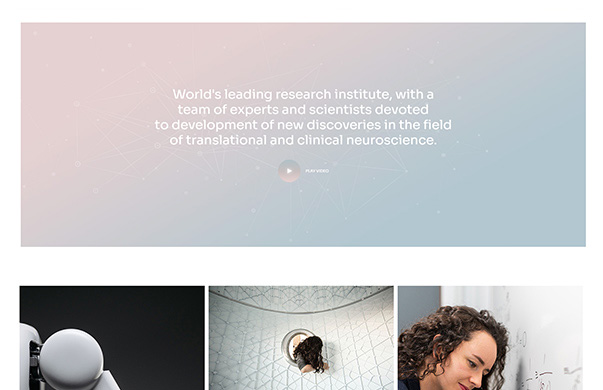 World's leading research institute, with a
team of experts and scientists devoted
to development of new discoveries in the field
of translational and clinical neuroscience.
PLAY VIDEO